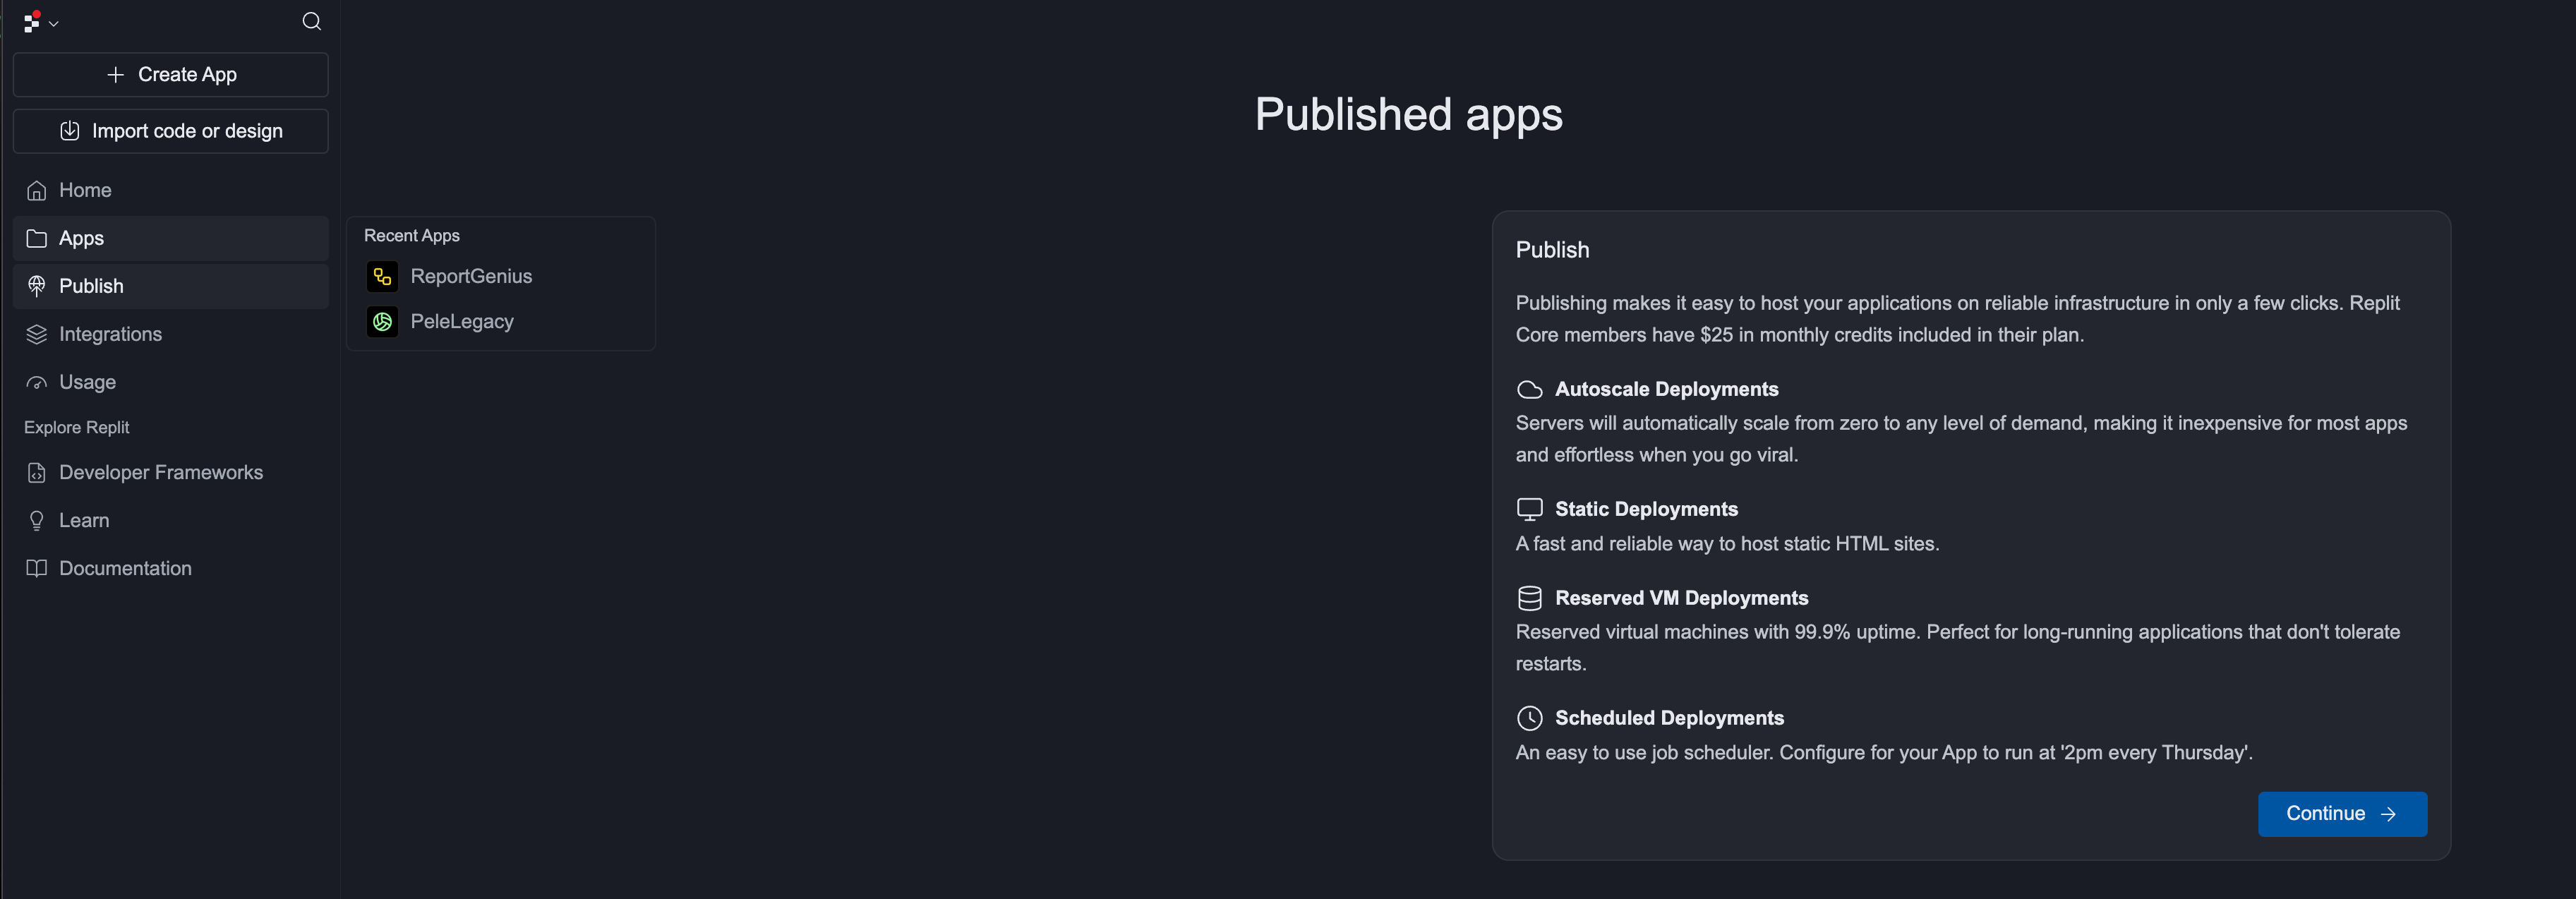 Create App
Import code or design
Home
Apps
Publish
Integrations
Usage
Explore Replit
Developer Frameworks
Learn
Documentation
Recent Apps
ReportGenius
PeleLegacy
Published apps
Publish
Publishing makes it easy to host your applications on reliable infrastructure in only a few clicks. Replit
Core members have $25 in monthly credits included in their plan.
Autoscale Deployments
Servers will automatically scale from zero to any level of demand, making it inexpensive for most apps
and effortless when you go viral.
Static Deployments
A fast and reliable way to host static HTML sites.
Reserved VM Deployments
Reserved virtual machines with 99.9% uptime. Perfect for long-running applications that don't tolerate
restarts.
Scheduled Deployments
An easy to use job scheduler. Configure for your App to run at '2pm every Thursday'.
Continue